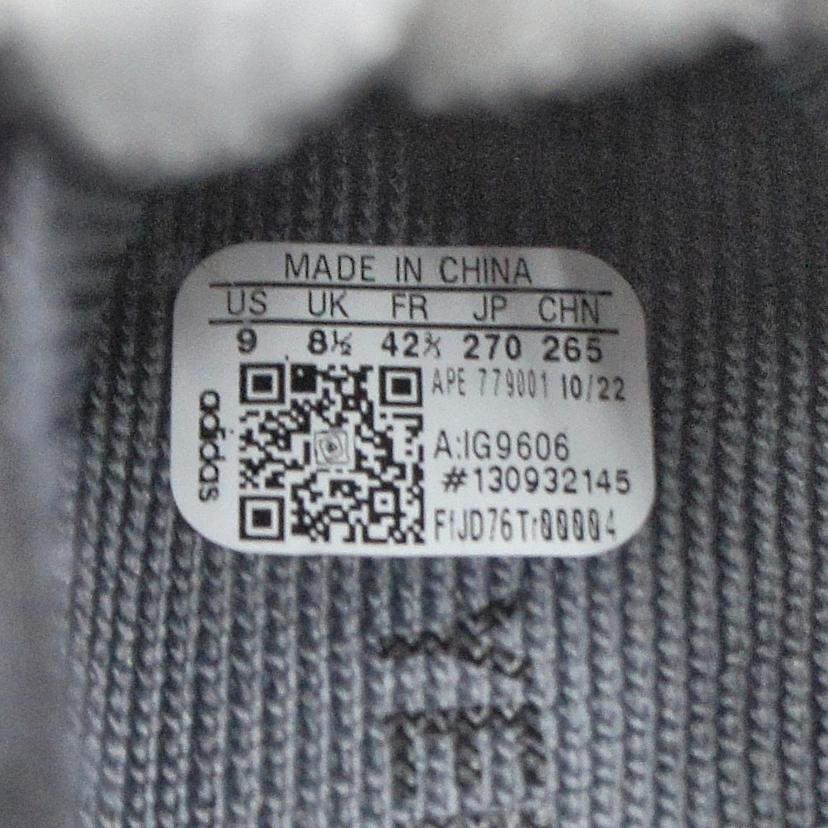 MADE IN CHINA
US UK FR JP CHN
9 8½ 42⅔ 270 265
APE 779001 10/22
adidas
A:IG9606
#130932145
YE